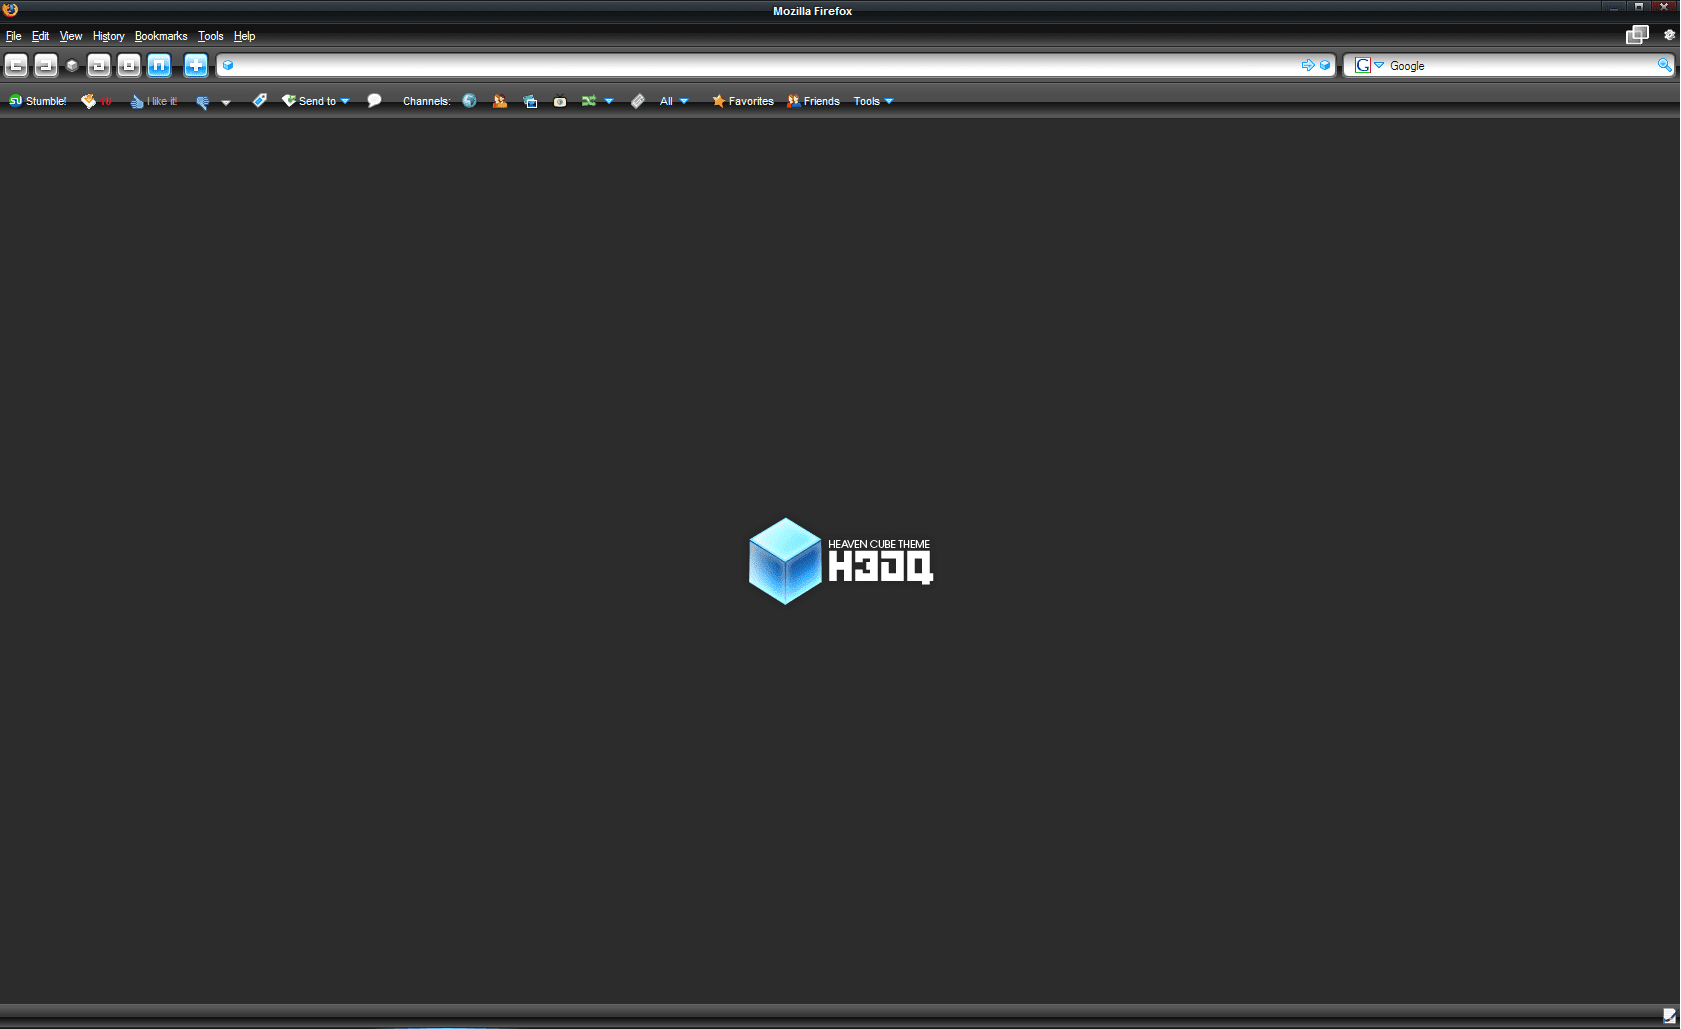 Mozilla Firefox
File Edit View History Bookmarks Tools Help
G Google
Stumble! I like it! Send to Channels: All Favorites Friends Tools
HEAVEN CUBE THEME
H3DQ